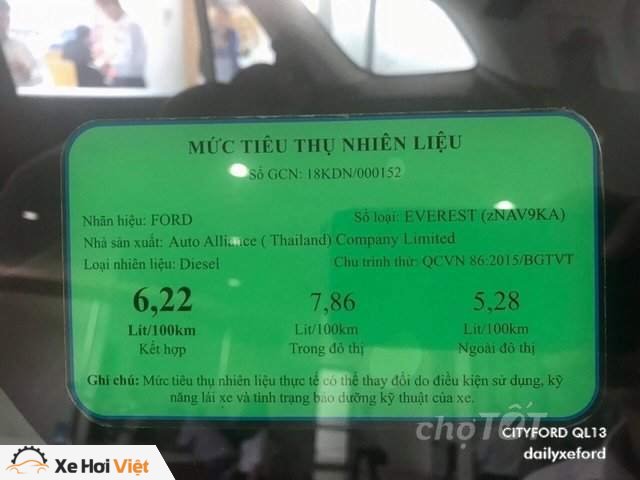 MỨC TIÊU THỤ NHIÊN LIỆU
Số GCN: 18KDN/000152
Nhãn hiệu: FORD
Số loại: EVEREST (zNAV9KA)
Nhà sản xuất: Auto Alliance ( Thailand) Company Limited
Loại nhiên liệu: Diesel
Chu trình thử: QCVN 86:2015/BGTVT
6,22 7,86 5,28
Lít/100km Lít/100km Lít/100km
Kết hợp Trong đô thị Ngoài đô thị
Ghi chú: Mức tiêu thụ nhiên liệu thực tế có thể thay đổi do điều kiện sử dụng, kỹ
năng lái xe và tình trạng bảo dưỡng kỹ thuật của xe.
chợTỐT
CITYFORD QL13
dailyxeford
Xe Hơi Việt